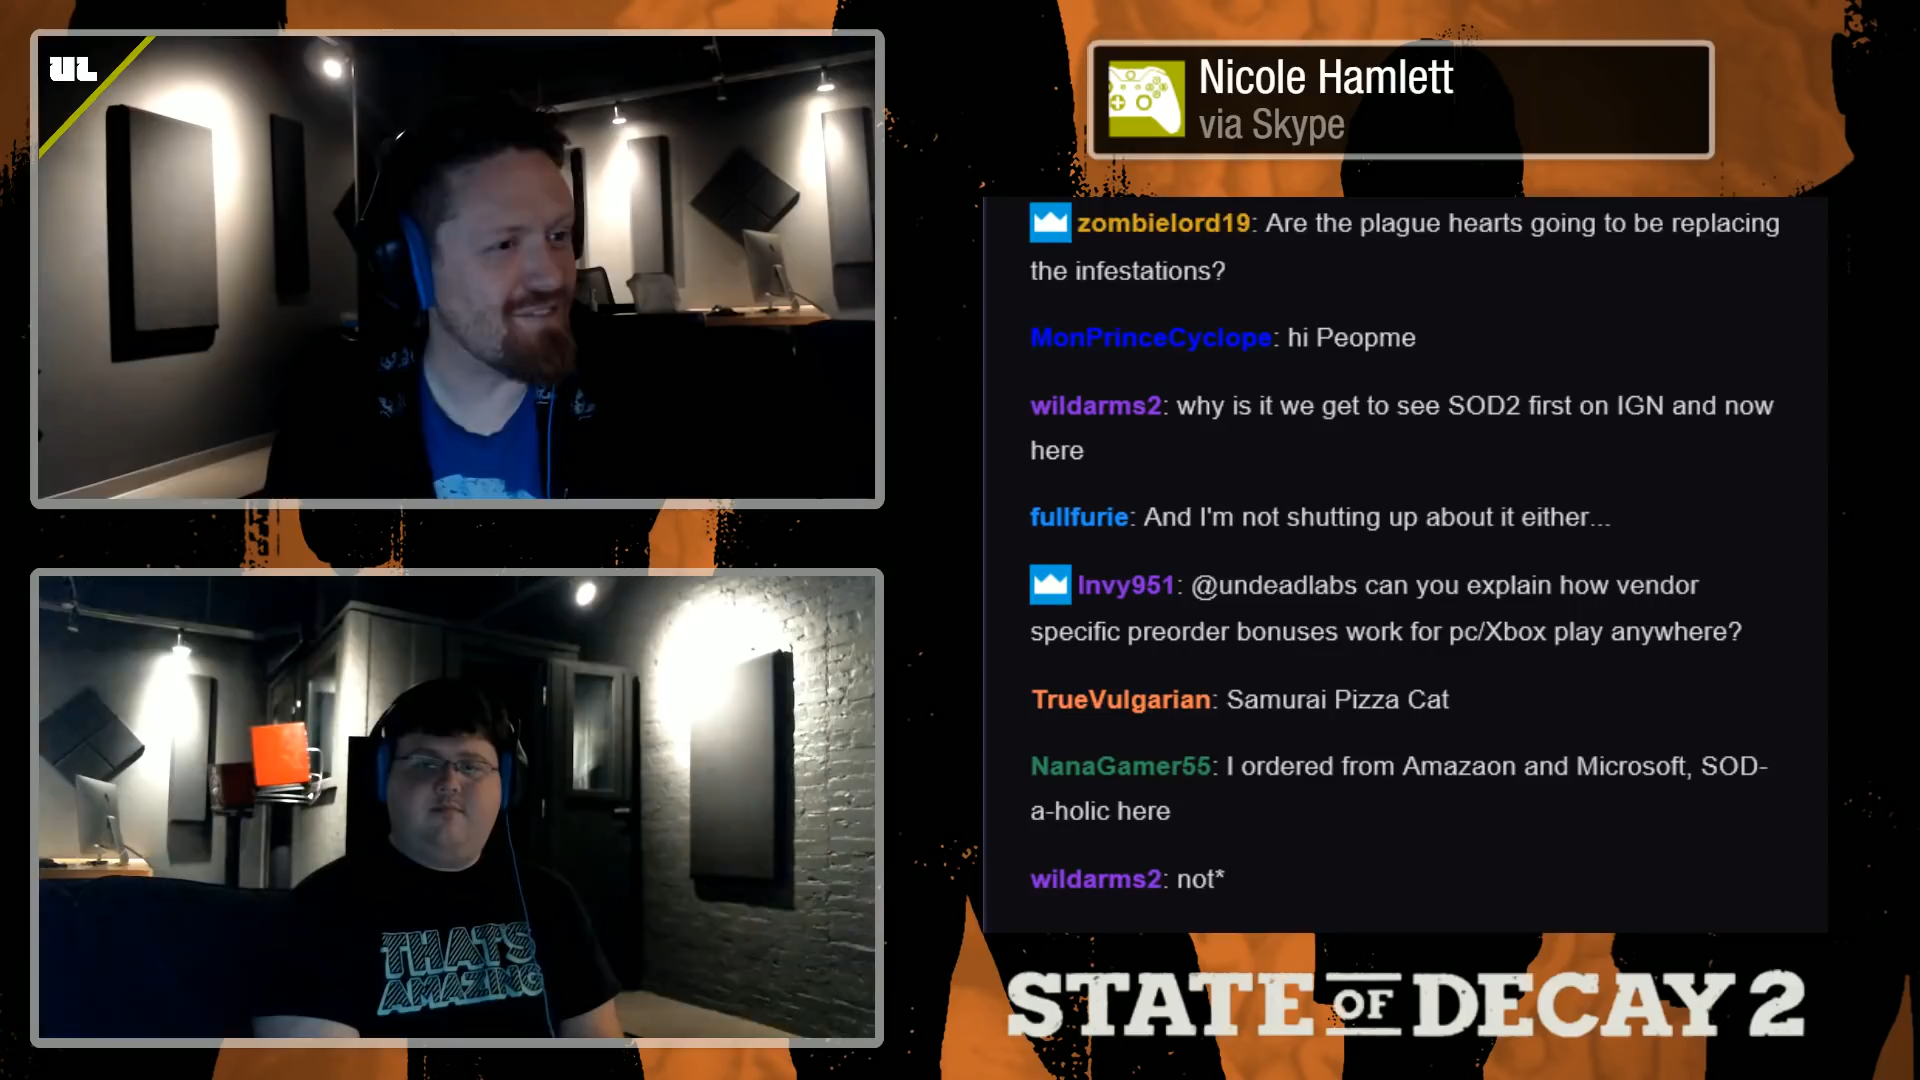 UL
Nicole Hamlett
via Skype
zombielord19: Are the plague hearts going to be replacing
the infestations?
MonPrinceCyclope: hi Peopme
wildarms2: why is it we get to see SOD2 first on IGN and now
here
fullfurie: And I'm not shutting up about it either...
Invy951: @undeadlabs can you explain how vendor
specific preorder bonuses work for pc/Xbox play anywhere?
TrueVulgarian: Samurai Pizza Cat
NanaGamer55: I ordered from Amazaon and Microsoft, SOD-
a-holic here
wildarms2: not*
THATS
AMAZING
STATE OF DECAY 2